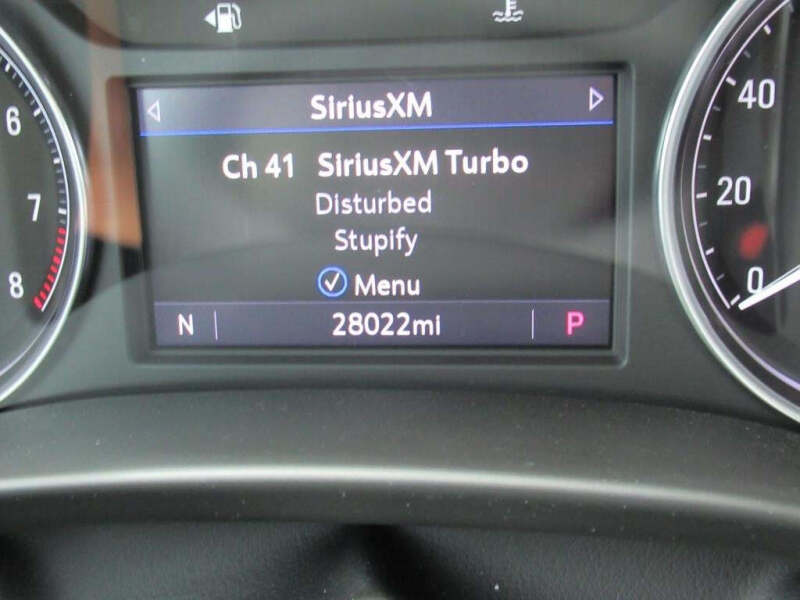 SiriusXM
Ch 41 SiriusXM Turbo
Disturbed
Stupify
Menu
N 28022mi P
6
7
8
40
20
0